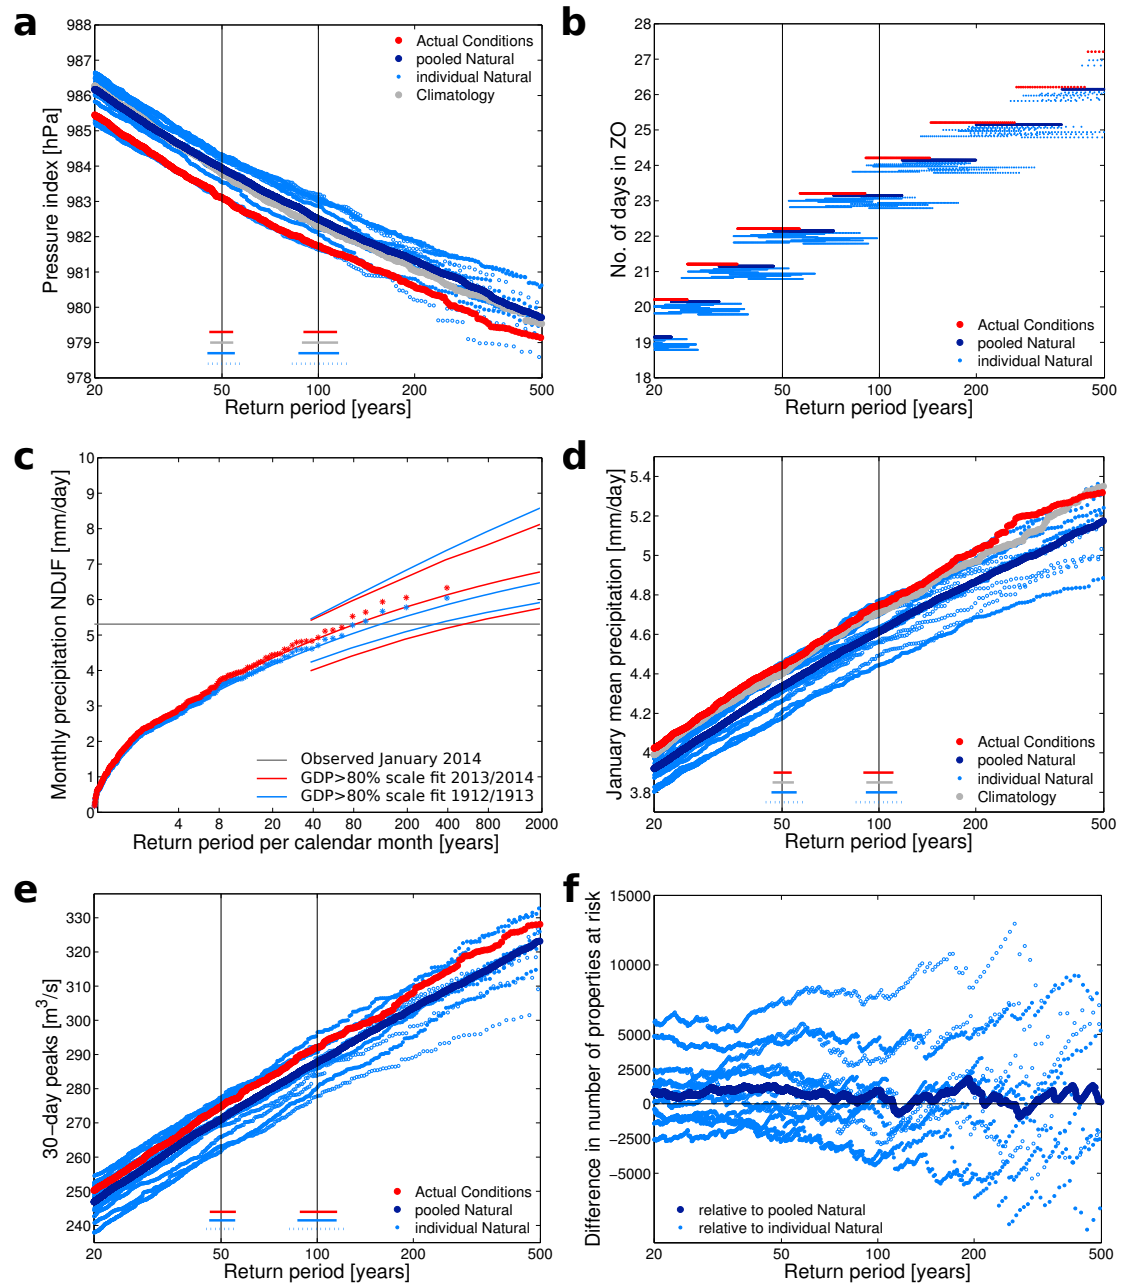 a
988
987
986
985
984
983
982
981
980
979
978
Pressure index [hPa]
Actual Conditions
pooled Natural
individual Natural
Climatology
20
50
100
200
500
Return period [years]
b
28
27
26
25
24
23
22
21
20
19
18
No. of days in ZO
Actual Conditions
pooled Natural
individual Natural
20
50
100
200
500
Return period [years]
c
10
9
8
7
6
5
4
3
2
1
0
Monthly precipitation NDJF [mm/day]
Observed January 2014
GDP>80% scale fit 2013/2014
GDP>80% scale fit 1912/1913
4
8
20
40
80
200
400
800
2000
Return period per calendar month [years]
d
5.4
5.2
5
4.8
4.6
4.4
4.2
4
3.8
January mean precipitation [mm/day]
Actual Conditions
pooled Natural
individual Natural
Climatology
20
50
100
200
500
Return period [years]
e
330
320
310
300
290
280
270
260
250
240
30−day peaks [m³/s]
Actual Conditions
pooled Natural
individual Natural
20
50
100
200
500
Return period [years]
f
15000
10000
5000
2500
0
−2500
−5000
Difference in number of properties at risk
relative to pooled Natural
relative to individual Natural
20
50
100
200
500
Return period [years]